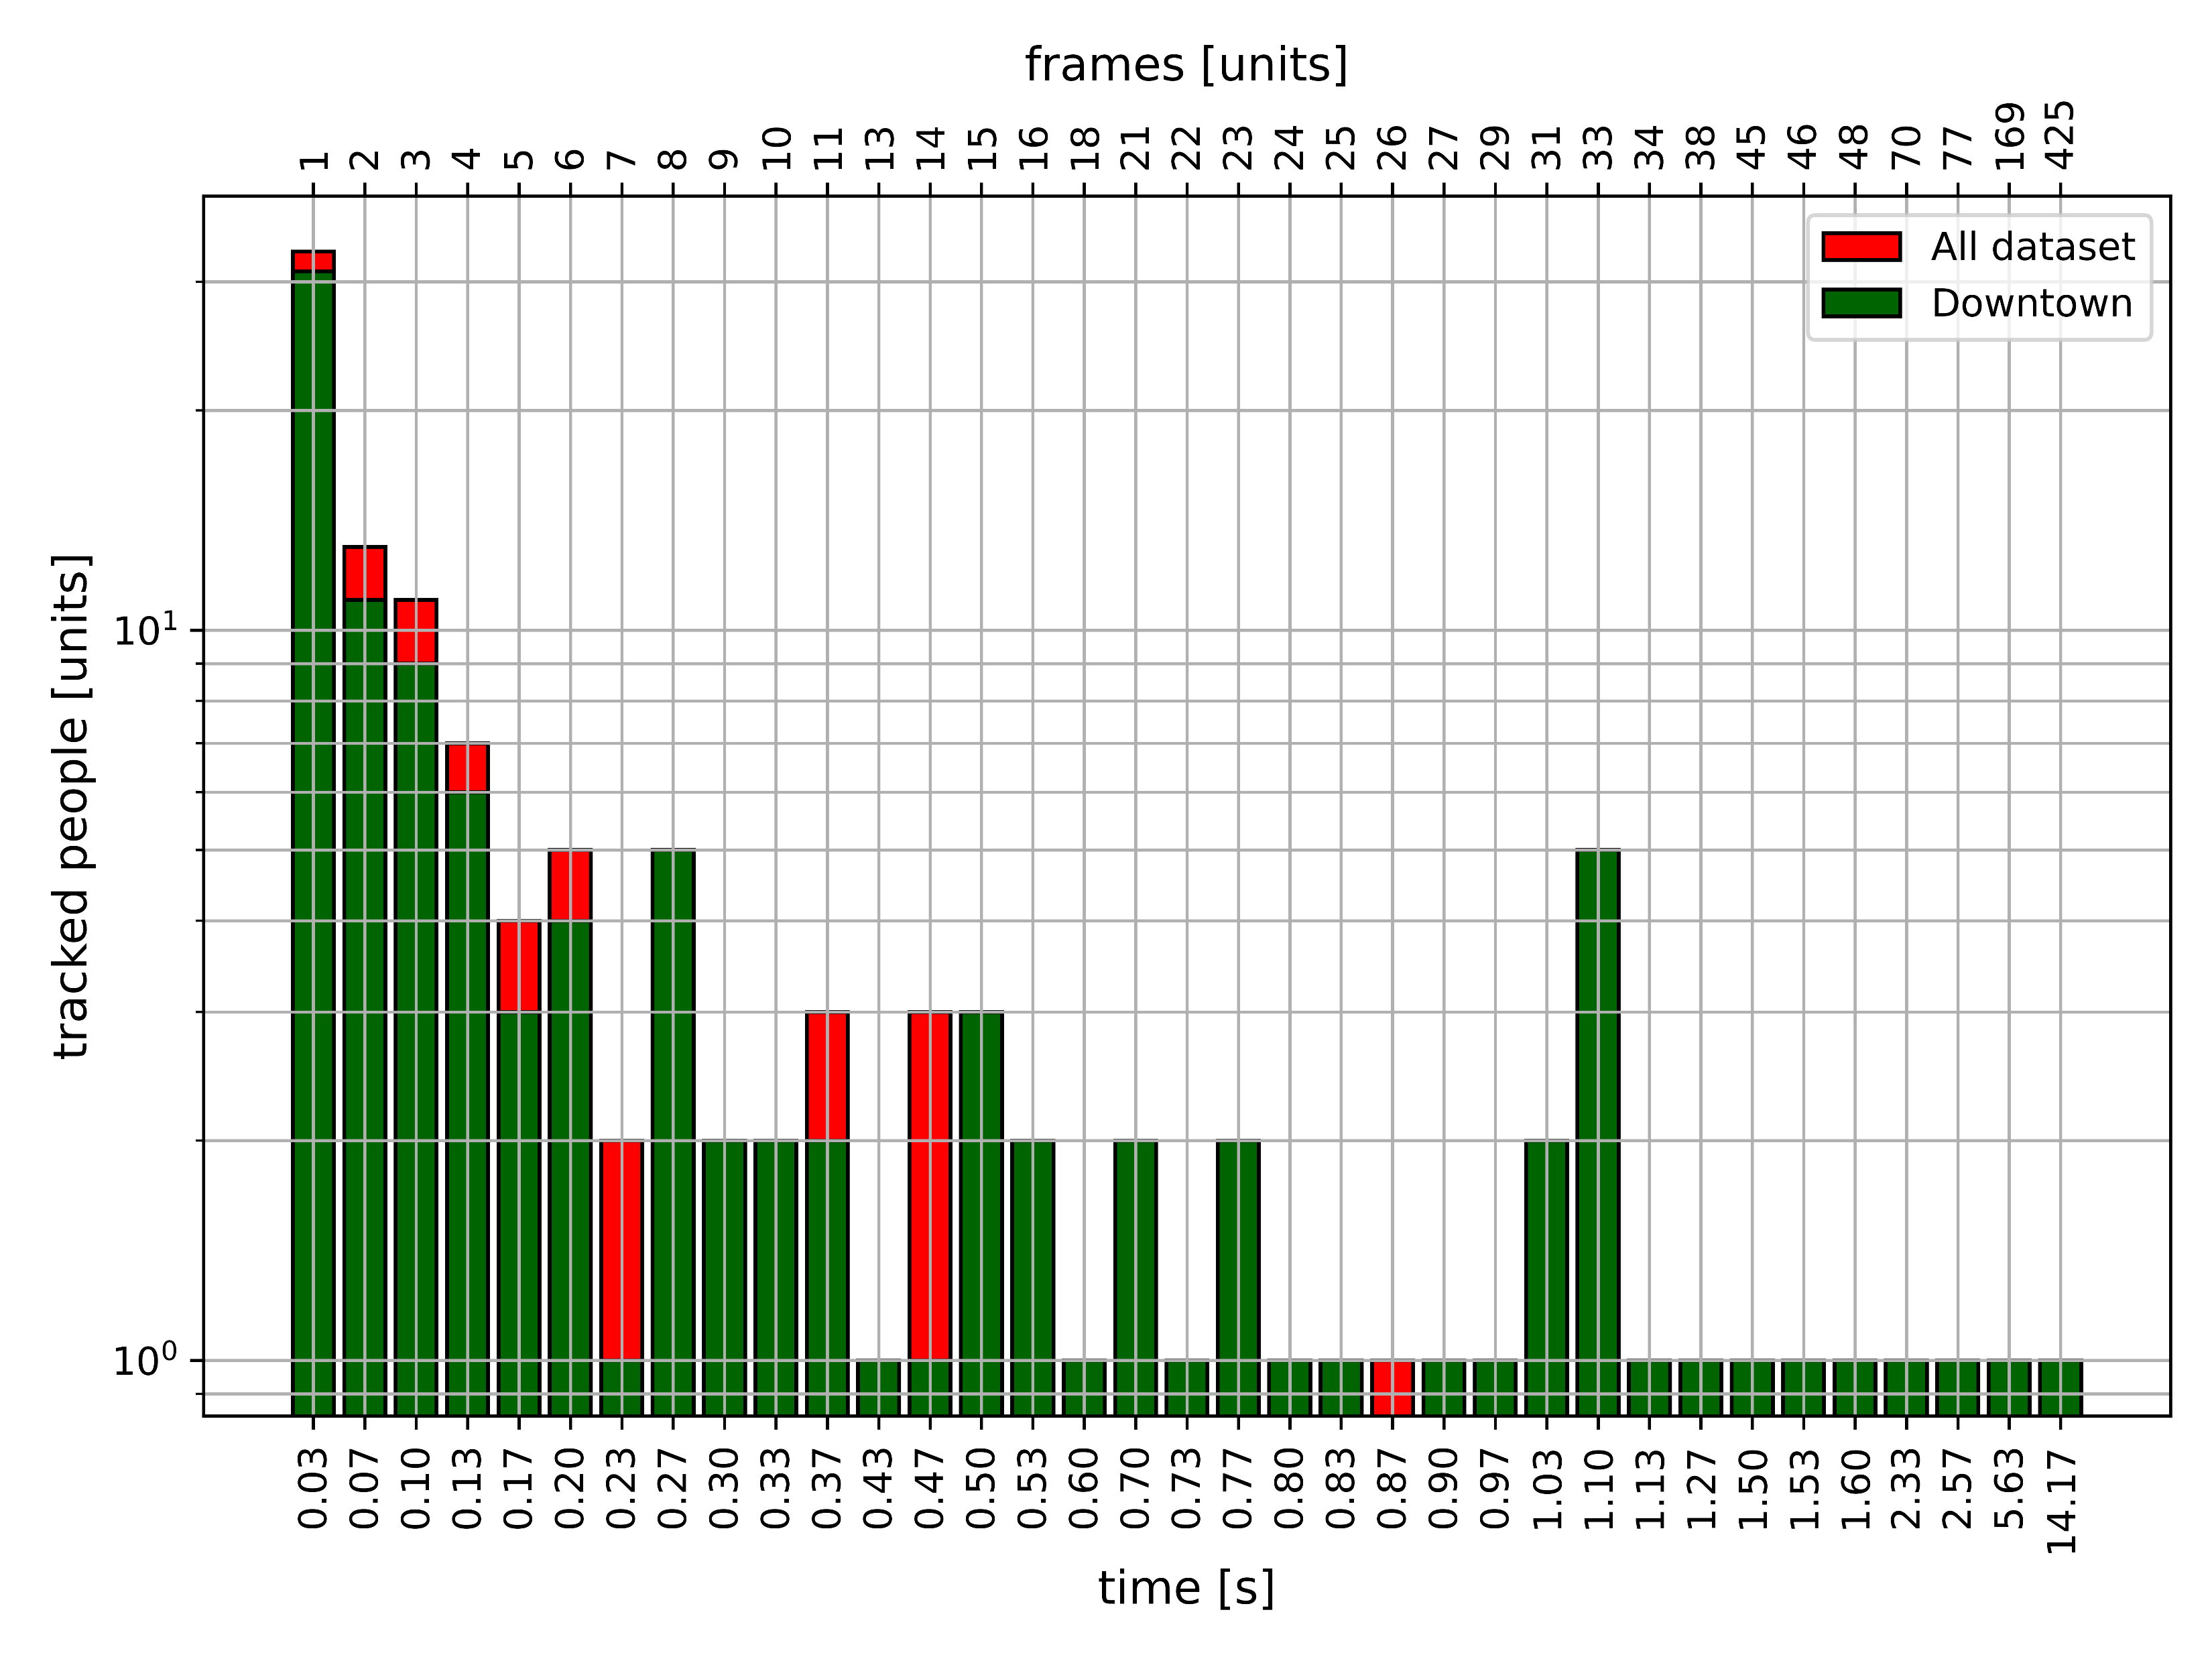 frames [units]
1 2 3 4 5 6 7 8 9 10 11 13 14 15 16 18 21 22 23 24 25 26 27 29 31 33 34 38 45 46 48 70 77 169 425
All dataset
Downtown
tracked people [units]
10¹
10⁰
0.03 0.07 0.10 0.13 0.17 0.20 0.23 0.27 0.30 0.33 0.37 0.43 0.47 0.50 0.53 0.60 0.70 0.73 0.77 0.80 0.83 0.87 0.90 0.97 1.03 1.10 1.13 1.27 1.50 1.53 1.60 2.33 2.57 5.63 14.17
time [s]